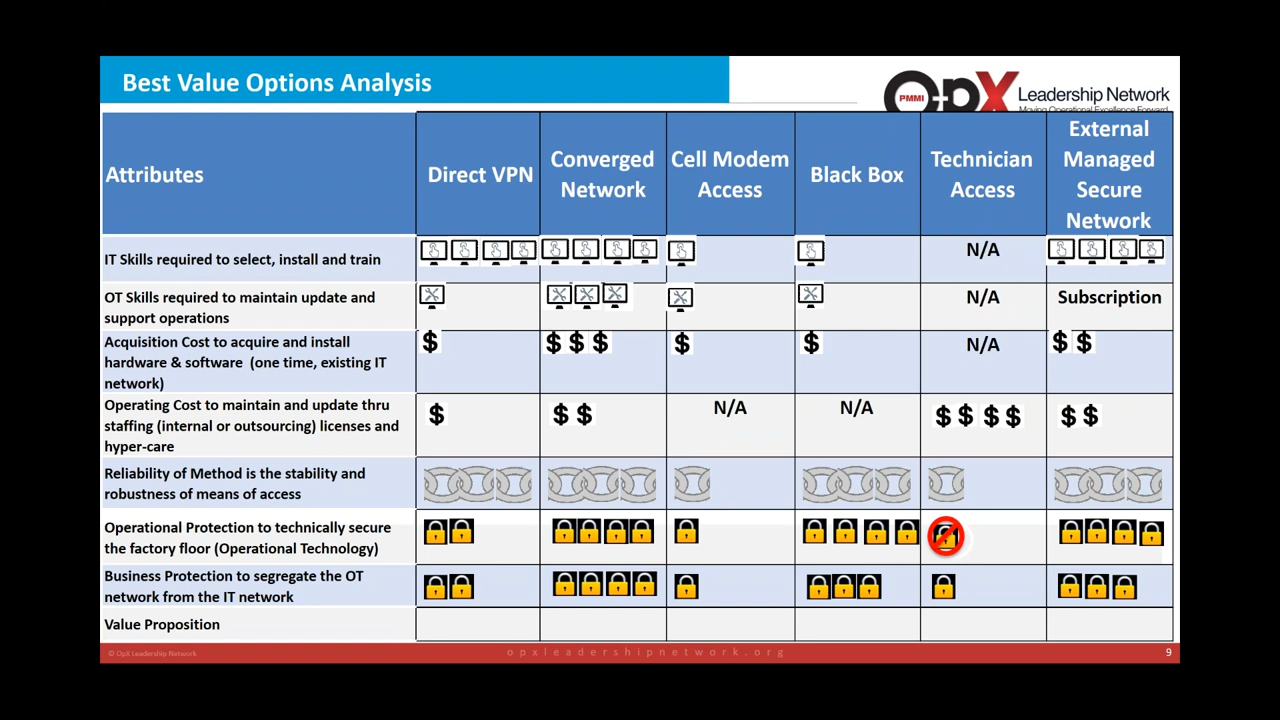 Best Value Options Analysis
PMMI
OpX
Leadership Network
Moving Operational Excellence Forward
Attributes
Direct VPN
Converged
Network
Cell Modem
Access
Black Box
Technician
Access
External
Managed
Secure
Network
IT Skills required to select, install and train
N/A
OT Skills required to maintain update and
support operations
N/A
Subscription
Acquisition Cost to acquire and install
hardware & software (one time, existing IT
network)
$
$ $ $
$
$
N/A
$ $
Operating Cost to maintain and update thru
staffing (internal or outsourcing) licenses and
hyper-care
$
$ $
N/A
N/A
$ $ $ $
$ $
Reliability of Method is the stability and
robustness of means of access
Operational Protection to technically secure
the factory floor (Operational Technology)
Business Protection to segregate the OT
network from the IT network
Value Proposition
© OpX Leadership Network
opxleadershipnetwork.org
9